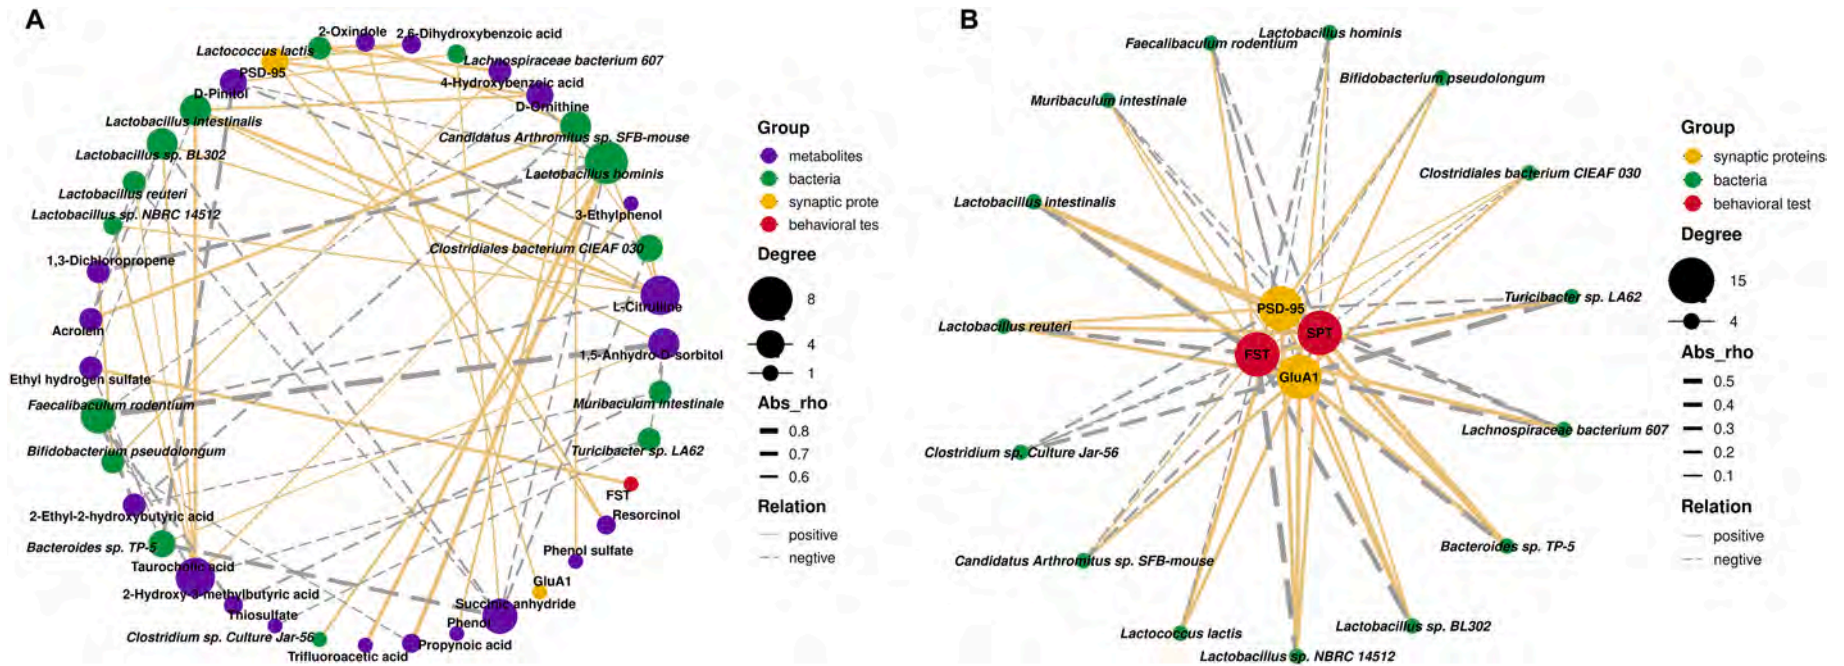 A
2-Oxindole
2,6-Dihydroxybenzoic acid
Lactococcus lactis
Lachnospiraceae bacterium 607
PSD-95
4-Hydroxybenzoic acid
D-Pinitol
D-Ornithine
Lactobacillus intestinalis
Candidatus Arthromitus sp. SFB-mouse
Lactobacillus sp. BL302
Lactobacillus hominis
Lactobacillus reuteri
3-Ethylphenol
Lactobacillus sp. NBRC 14512
Clostridiales bacterium CIEAF 030
1,3-Dichloropropene
L-Citrulline
Acrolein
1,5-Anhydro-D-sorbitol
Ethyl hydrogen sulfate
Faecalibaculum rodentium
Muribaculum intestinale
Bifidobacterium pseudolongum
Turicibacter sp. LA62
FST
2-Ethyl-2-hydroxybutyric acid
Resorcinol
Bacteroides sp. TP-5
Phenol sulfate
Taurocholic acid
GluA1
2-Hydroxy-3-methylbutyric acid
Succinic anhydride
Thiosulfate
Phenol
Clostridium sp. Culture Jar-56
Propynoic acid
Trifluoroacetic acid
Group
metabolites
bacteria
synaptic prote
behavioral tes
Degree
8
4
1
Abs_rho
0.8
0.7
0.6
Relation
positive
negtive
B
Lactobacillus hominis
Faecalibaculum rodentium
Bifidobacterium pseudolongum
Muribaculum intestinale
Clostridiales bacterium CIEAF 030
Lactobacillus intestinalis
Turicibacter sp. LA62
PSD-95
Lactobacillus reuteri
SPT
FST
GluA1
Lachnospiraceae bacterium 607
Clostridium sp. Culture Jar-56
Bacteroides sp. TP-5
Candidatus Arthromitus sp. SFB-mouse
Lactobacillus sp. BL302
Lactococcus lactis
Lactobacillus sp. NBRC 14512
Group
synaptic proteins
bacteria
behavioral test
Degree
15
4
Abs_rho
0.5
0.4
0.3
0.2
0.1
Relation
positive
negtive